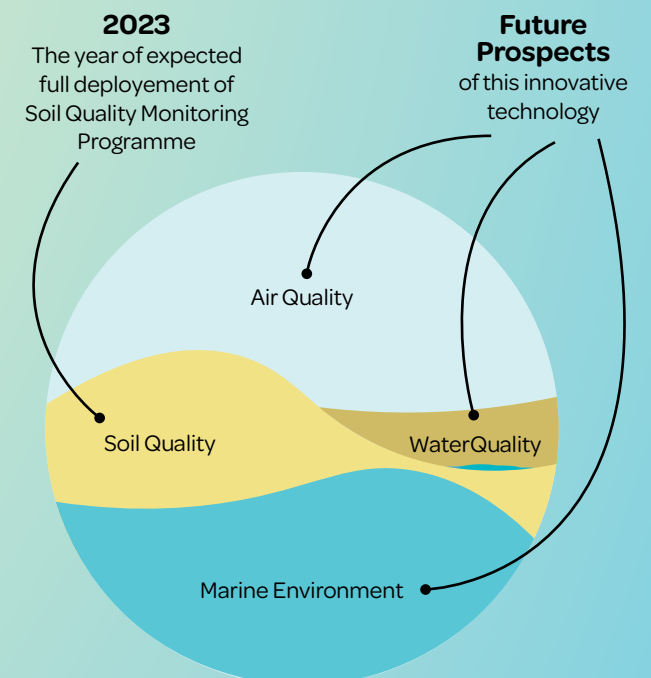 2023
The year of expected
full deployement of
Soil Quality Monitoring
Programme
Future
Prospects
of this innovative
technology
Air Quality
Soil Quality
WaterQuality
Marine Environment